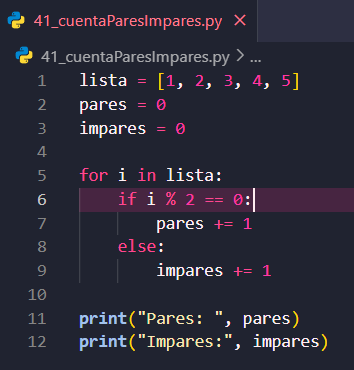 41_cuentaParesImpares.py ×
41_cuentaParesImpares.py > ...
1 lista = [1, 2, 3, 4, 5]
2 pares = 0
3 impares = 0
4
5 for i in lista:
6     if i % 2 == 0:
7         pares += 1
8     else:
9         impares += 1
10
11 print("Pares: ", pares)
12 print("Impares:", impares)